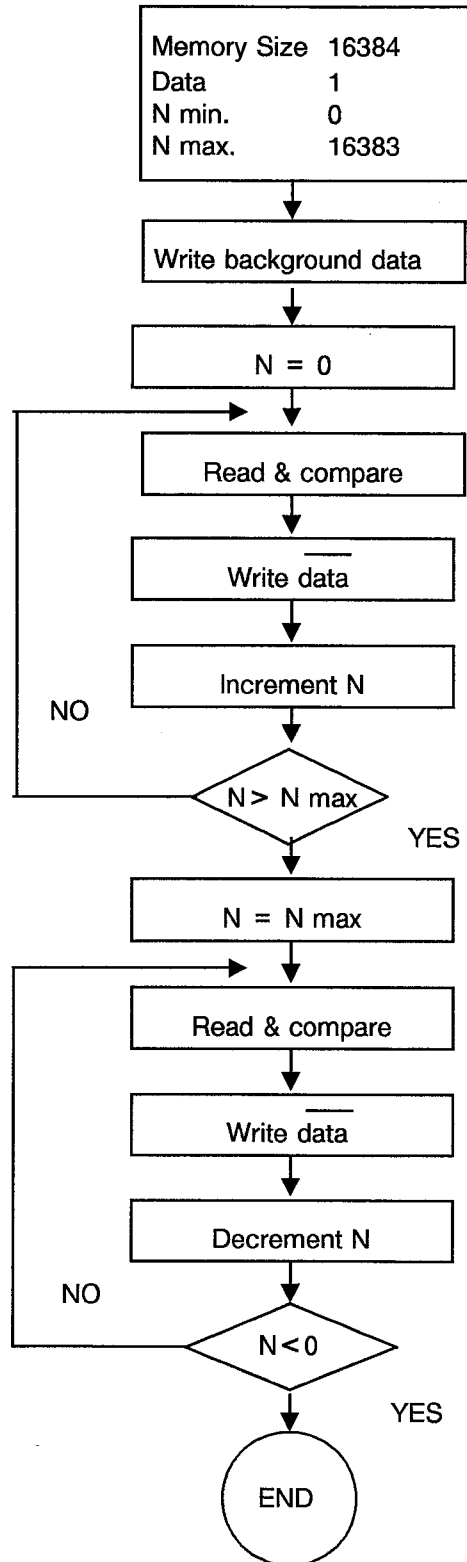 Memory Size 16384
Data 1
N min. 0
N max. 16383
Write background data
N = 0
Read & compare
Write data
Increment N
NO
N > N max
YES
N = N max
Read & compare
Write data
Decrement N
NO
N < 0
YES
END